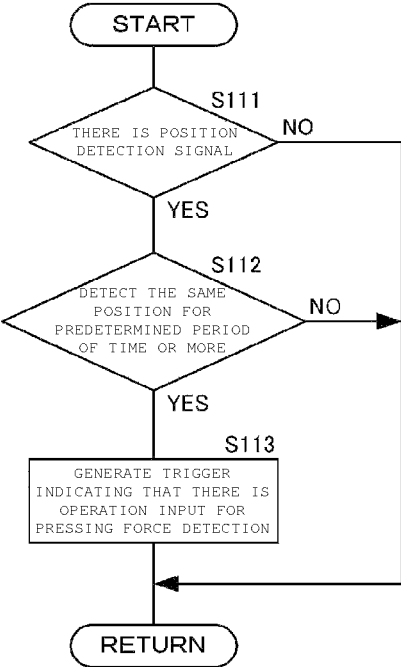 START
S111
THERE IS POSITION
DETECTION SIGNAL
NO
YES
S112
DETECT THE SAME
POSITION FOR
PREDETERMINED PERIOD
OF TIME OR MORE
NO
YES
S113
GENERATE TRIGGER
INDICATING THAT THERE IS
OPERATION INPUT FOR
PRESSING FORCE DETECTION
RETURN